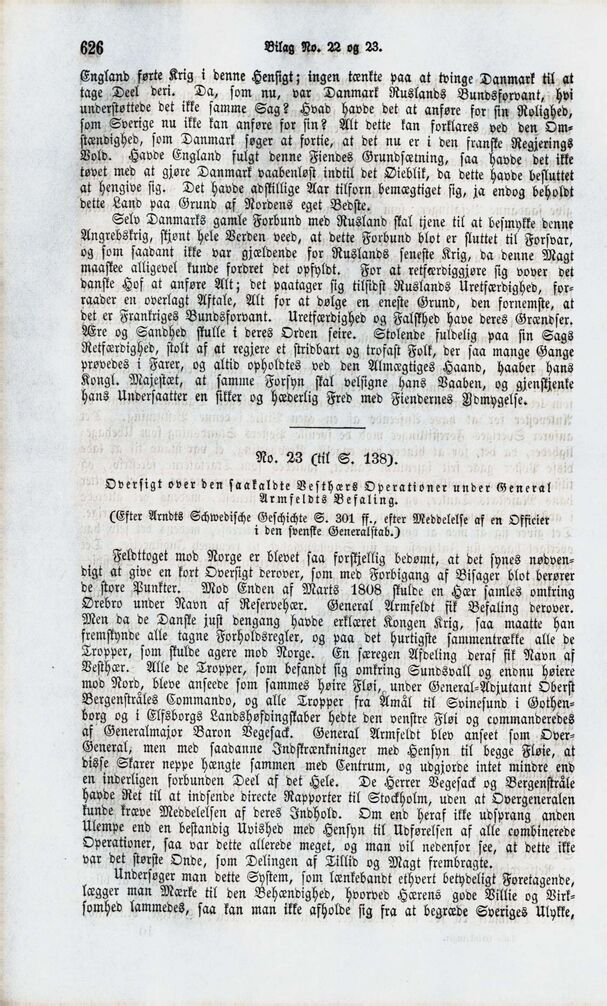 626
Bilag No. 22 og 23.
England førte Krig i denne Hensigt; ingen tænkte paa at tvinge Danmark til at
tage Deel deri. Da, som nu, var Danmark Ruslands Bundsforvant, hvi
understøttede det ikke samme Sag? Hvad havde det at anføre for sin Rolighed,
som Sverige nu ikke kan anføre for sin? Alt dette kan forklares ved den Om-
stændighed, som Danmark søger at fortie, at det nu er i den franske Regjerings
Vold. Havde England fulgt denne Fiendes Grundsætning, saa havde det ikke
tøvet med at gjøre Danmark vaabenløst indtil det Øieblik, da dette havde besluttet
at hengive sig. Det havde adskillige Aar tilforn bemægtiget sig, ja endog beholdt
dette Land paa Grund af Nordens eget Bedste.
Selv Danmarks gamle Forbund med Rusland skal tjene til at besmykke denne
Angrebskrig, skjønt hele Verden veed, at dette Forbund blot er sluttet til Forsvar,
og som saadant ikke var gjældende for Ruslands seneste Krig, da denne Magt
maaskee alligevel kunde fordret det opfyldt. For at retfærdiggjøre sig vover det
danske Hof at anføre Alt; det paatager sig tilsidst Ruslands Uretfærdighed, for-
raader en overlagt Aftale, Alt for at dølge en eneste Grund, den fornemste, at
det er Frankriges Bundsforvant. Uretfærdighed og Falskhed have deres Grændser.
Ære og Sandhed skulle i deres Orden seire. Stolende fuldelig paa sin Sags
Retfærdighed, stolt af at regjere et stridbart og trofast Folk, der saa mange Gange
prøvedes i Farer, og altid opholdtes ved den Almægtiges Haand, haaber hans
Kongl. Majestæt, at samme Forsyn skal velsigne hans Vaaben, og gjenskjenke
hans Undersaatter en sikker og hæderlig Fred med Fiendernes Ydmygelse.
No. 23 (til S. 138).
Oversigt over den saakaldte Vesthærs Operationer under General
Armfeldts Befaling.
(Efter Arndts Schwedische Geschichte S. 301 ff., efter Meddelelse af en Officier
i den svenske Generalstab.)
Feldttoget mod Norge er blevet saa forskjellig bedømt, at det synes nødven-
digt at give en kort Oversigt derover, som med Forbigang af Bisager blot berører
de store Punkter. Mod Enden af Marts 1808 skulde en Hær samles omkring
Ørebro under Navn af Reservehær. General Armfeldt fik Befaling derover.
Men da de Danske just dengang havde erklæret Kongen Krig, saa maatte han
fremskynde alle tagne Forholdsregler, og paa det hurtigste sammentrække alle de
Tropper, som skulde agere mod Norge. En særegen Afdeling deraf fik Navn af
Vesthær. Alle de Tropper, som befandt sig omkring Sundsvall og endnu høiere
mod Nord, bleve anseede som sammes høire Fløi, under General-Adjutant Oberst
Bergenstråles Commando, og alle Tropper fra Åmål til Svinesund i Gothen-
borg og i Elfsborgs Landshøfdingskaber hedte den venstre Fløi og commanderedes
af Generalmajor Baron Vegesack. General Armfeldt blev anseet som Over-
General, men med saadanne Indskrænkninger med Hensyn til begge Fløie, at
disse Skarer neppe hængte sammen med Centrum, og udgjorde intet mindre end
en inderligen forbunden Deel af det Hele. De Herrer Vegesack og Bergenstråle
havde Ret til at indsende directe Rapporter til Stockholm, uden at Overgeneralen
kunde kræve Meddelelsen af deres Indhold. Om end heraf ikke udsprang anden
Ulempe end en bestandig Uvished med Hensyn til Udførelsen af alle combinerede
Operationer, saa var dette allerede meget, og man vil nedenfor see, at dette ikke
var det største Onde, som Delingen af Tillid og Magt frembragte.
Undersøger man dette System, som lænkebandt ethvert betydeligt Foretagende,
lægger man Mærke til den Behændighed, hvorved Hærens gode Villie og Virk-
somhed lammedes, saa kan man ikke afholde sig fra at begræde Sveriges Ulykke,